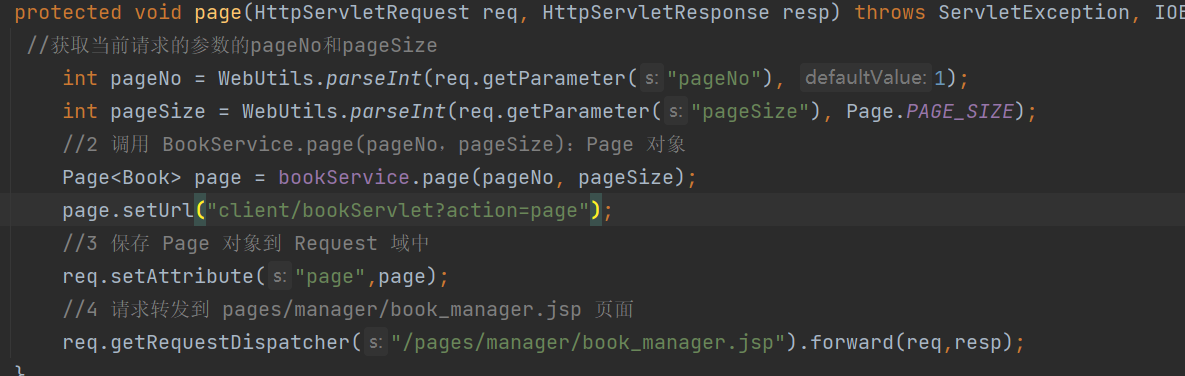 protected void page(HttpServletRequest req, HttpServletResponse resp) throws ServletException, IOE
//获取当前请求的参数的pageNo和pageSize
int pageNo = WebUtils.parseInt(req.getParameter( s: "pageNo"), defaultValue: 1);
int pageSize = WebUtils.parseInt(req.getParameter( s: "pageSize"), Page.PAGE_SIZE);
//2 调用 BookService.page(pageNo，pageSize)：Page 对象
Page<Book> page = bookService.page(pageNo, pageSize);
page.setUrl("client/bookServlet?action=page");
//3 保存 Page 对象到 Request 域中
req.setAttribute( s: "page",page);
//4 请求转发到 pages/manager/book_manager.jsp 页面
req.getRequestDispatcher( s: "/pages/manager/book_manager.jsp").forward(req,resp);
}